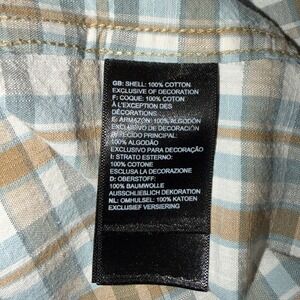 GB: SHELL: 100% COTTON
EXCLUSIVE OF DECORATION
F: COQUE: 100% COTON
À L'EXCEPTION DES
DÉCORATIONS
E: ARMAZON: 100% ALGODÓN
EXCLUSIVO DE DECORACIÓN
P: TECIDO PRINCIPAL:
100% ALGODÃO
EXCLUSIVO PARA DECORAÇÃO
I: STRATO ESTERNO:
100% COTONE
ESCLUSA LA DECORAZIONE
D: OBERSTOFF:
100% BAUMWOLLE
AUSSCHLIEBLICH DEKORATION
NL: OMHULSEL: 100% KATOEN
EXCLUSIEF VERSIERING